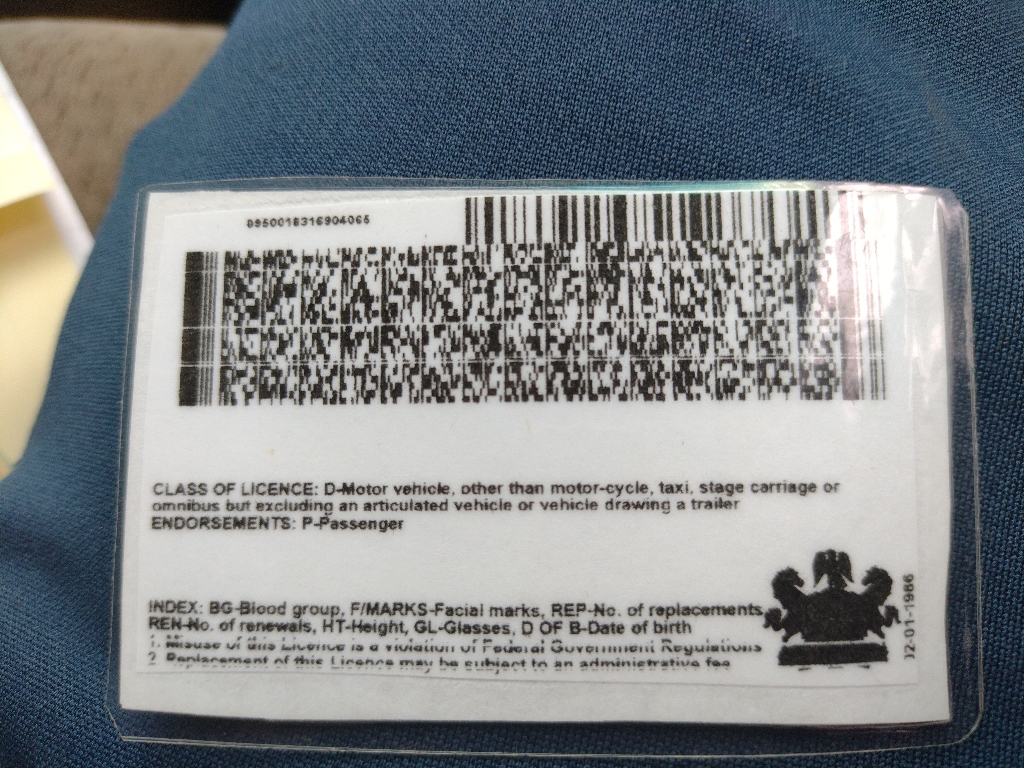 0950018316904065
CLASS OF LICENCE: D-Motor vehicle, other than motor-cycle, taxi, stage carriage or
omnibus but excluding an articulated vehicle or vehicle drawing a trailer
ENDORSEMENTS: P-Passenger
INDEX: BG-Blood group, F/MARKS-Facial marks, REP-No. of replacements
REN-No. of renewals, HT-Height, GL-Glasses, D OF B-Date of birth
1. Misuse of this Licence is a violation of Federal Government Regulations
2. Replacement of this Licence may be subject to an administrative fee
12-01-1986